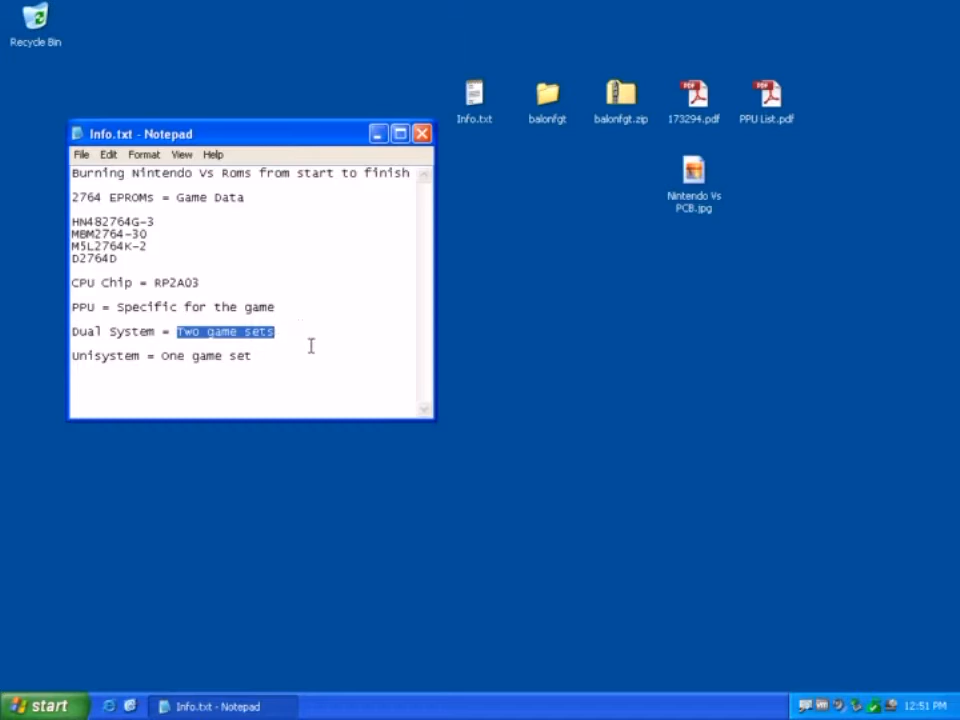 Recycle Bin
Info.txt
balonfgt
balonfgt.zip
173294.pdf
PPU List.pdf
Nintendo Vs
PCB.jpg
Info.txt - Notepad
File Edit Format View Help
Burning Nintendo Vs Roms from start to finish
2764 EPROMs = Game Data
HN482764G-3
MBM2764-30
M5L2764K-2
D2764D
CPU Chip = RP2A03
PPU = Specific for the game
Dual System = Two game sets
Unisystem = One game set
start
Info.txt - Notepad
12:51 PM